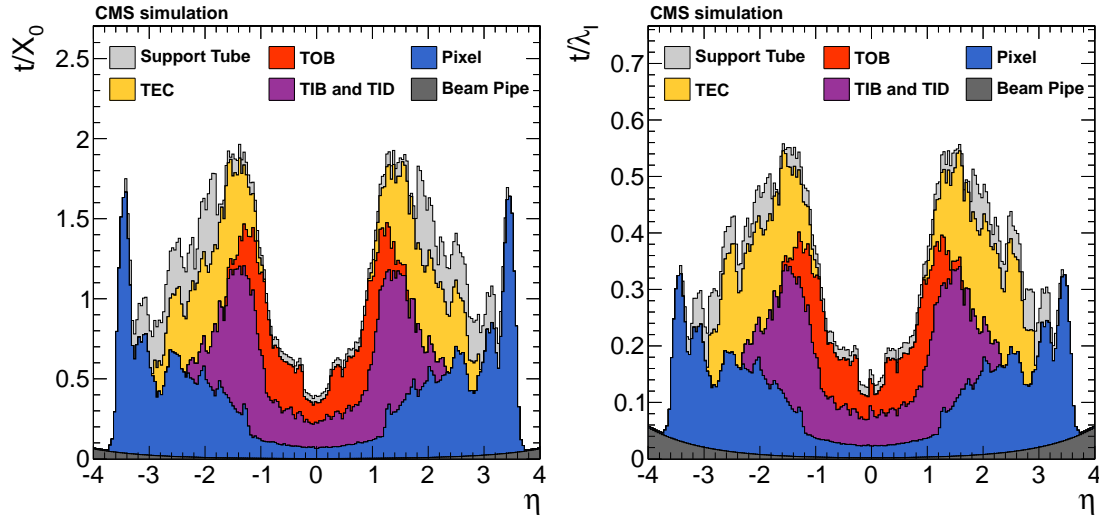 CMS simulation
t/X₀
2.5
2
1.5
1
0.5
0
Support Tube TOB Pixel
TEC TIB and TID Beam Pipe
-4 -3 -2 -1 0 1 2 3 4
η
CMS simulation
t/λ_I
0.7
0.6
0.5
0.4
0.3
0.2
0.1
0
Support Tube TOB Pixel
TEC TIB and TID Beam Pipe
-4 -3 -2 -1 0 1 2 3 4
η